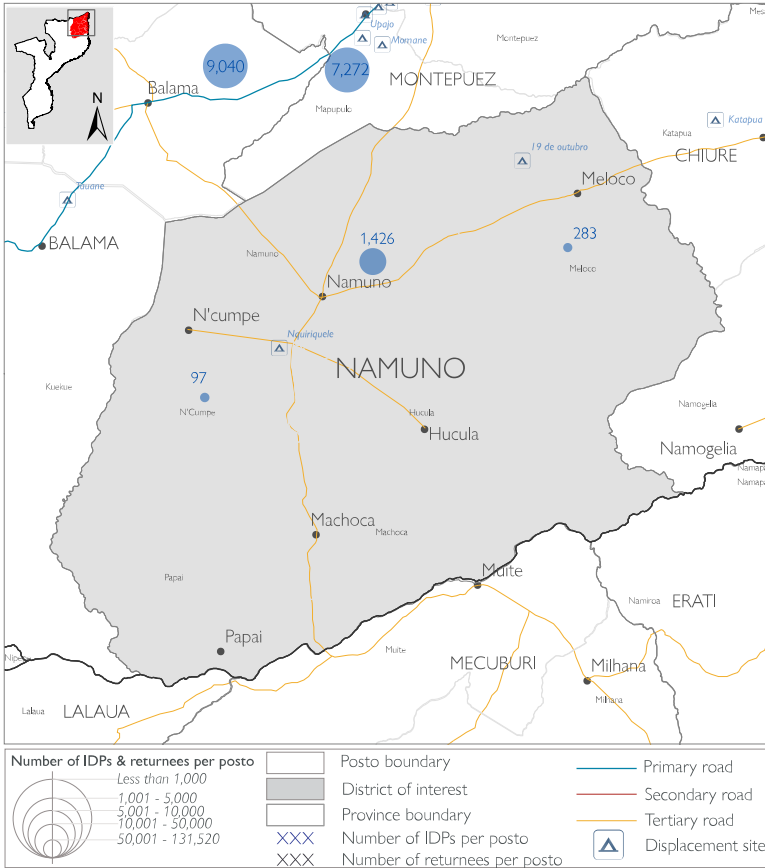 Upajo
Mamane
Montepuez
Mes
9,040
7,272
MONTEPUEZ
N
Balama
Mapupulo
Katapua
Katapua
19 de outubro
CHIURE
Tauane
Meloco
BALAMA
1,426
283
Namuno
Meloco
Namuno
N'cumpe
Nquiriquele
NAMUNO
Kuekue
97
N'Cumpe
Hucula
Hucula
Namogelia
Namogelia
Namapa
Namapa
Machoca
Machoca
Papai
Muite
Namiroa
ERATI
Papai
Muite
MECUBURI
Milhana
Milhana
Lalaua
LALAUA
Number of IDPs & returnees per posto
Less than 1,000
1,001 - 5,000
5,001 - 10,000
10,001 - 50,000
50,001 - 131,520
Posto boundary
District of interest
Province boundary
XXX Number of IDPs per posto
XXX Number of returnees per posto
Primary road
Secondary road
Tertiary road
Displacement site